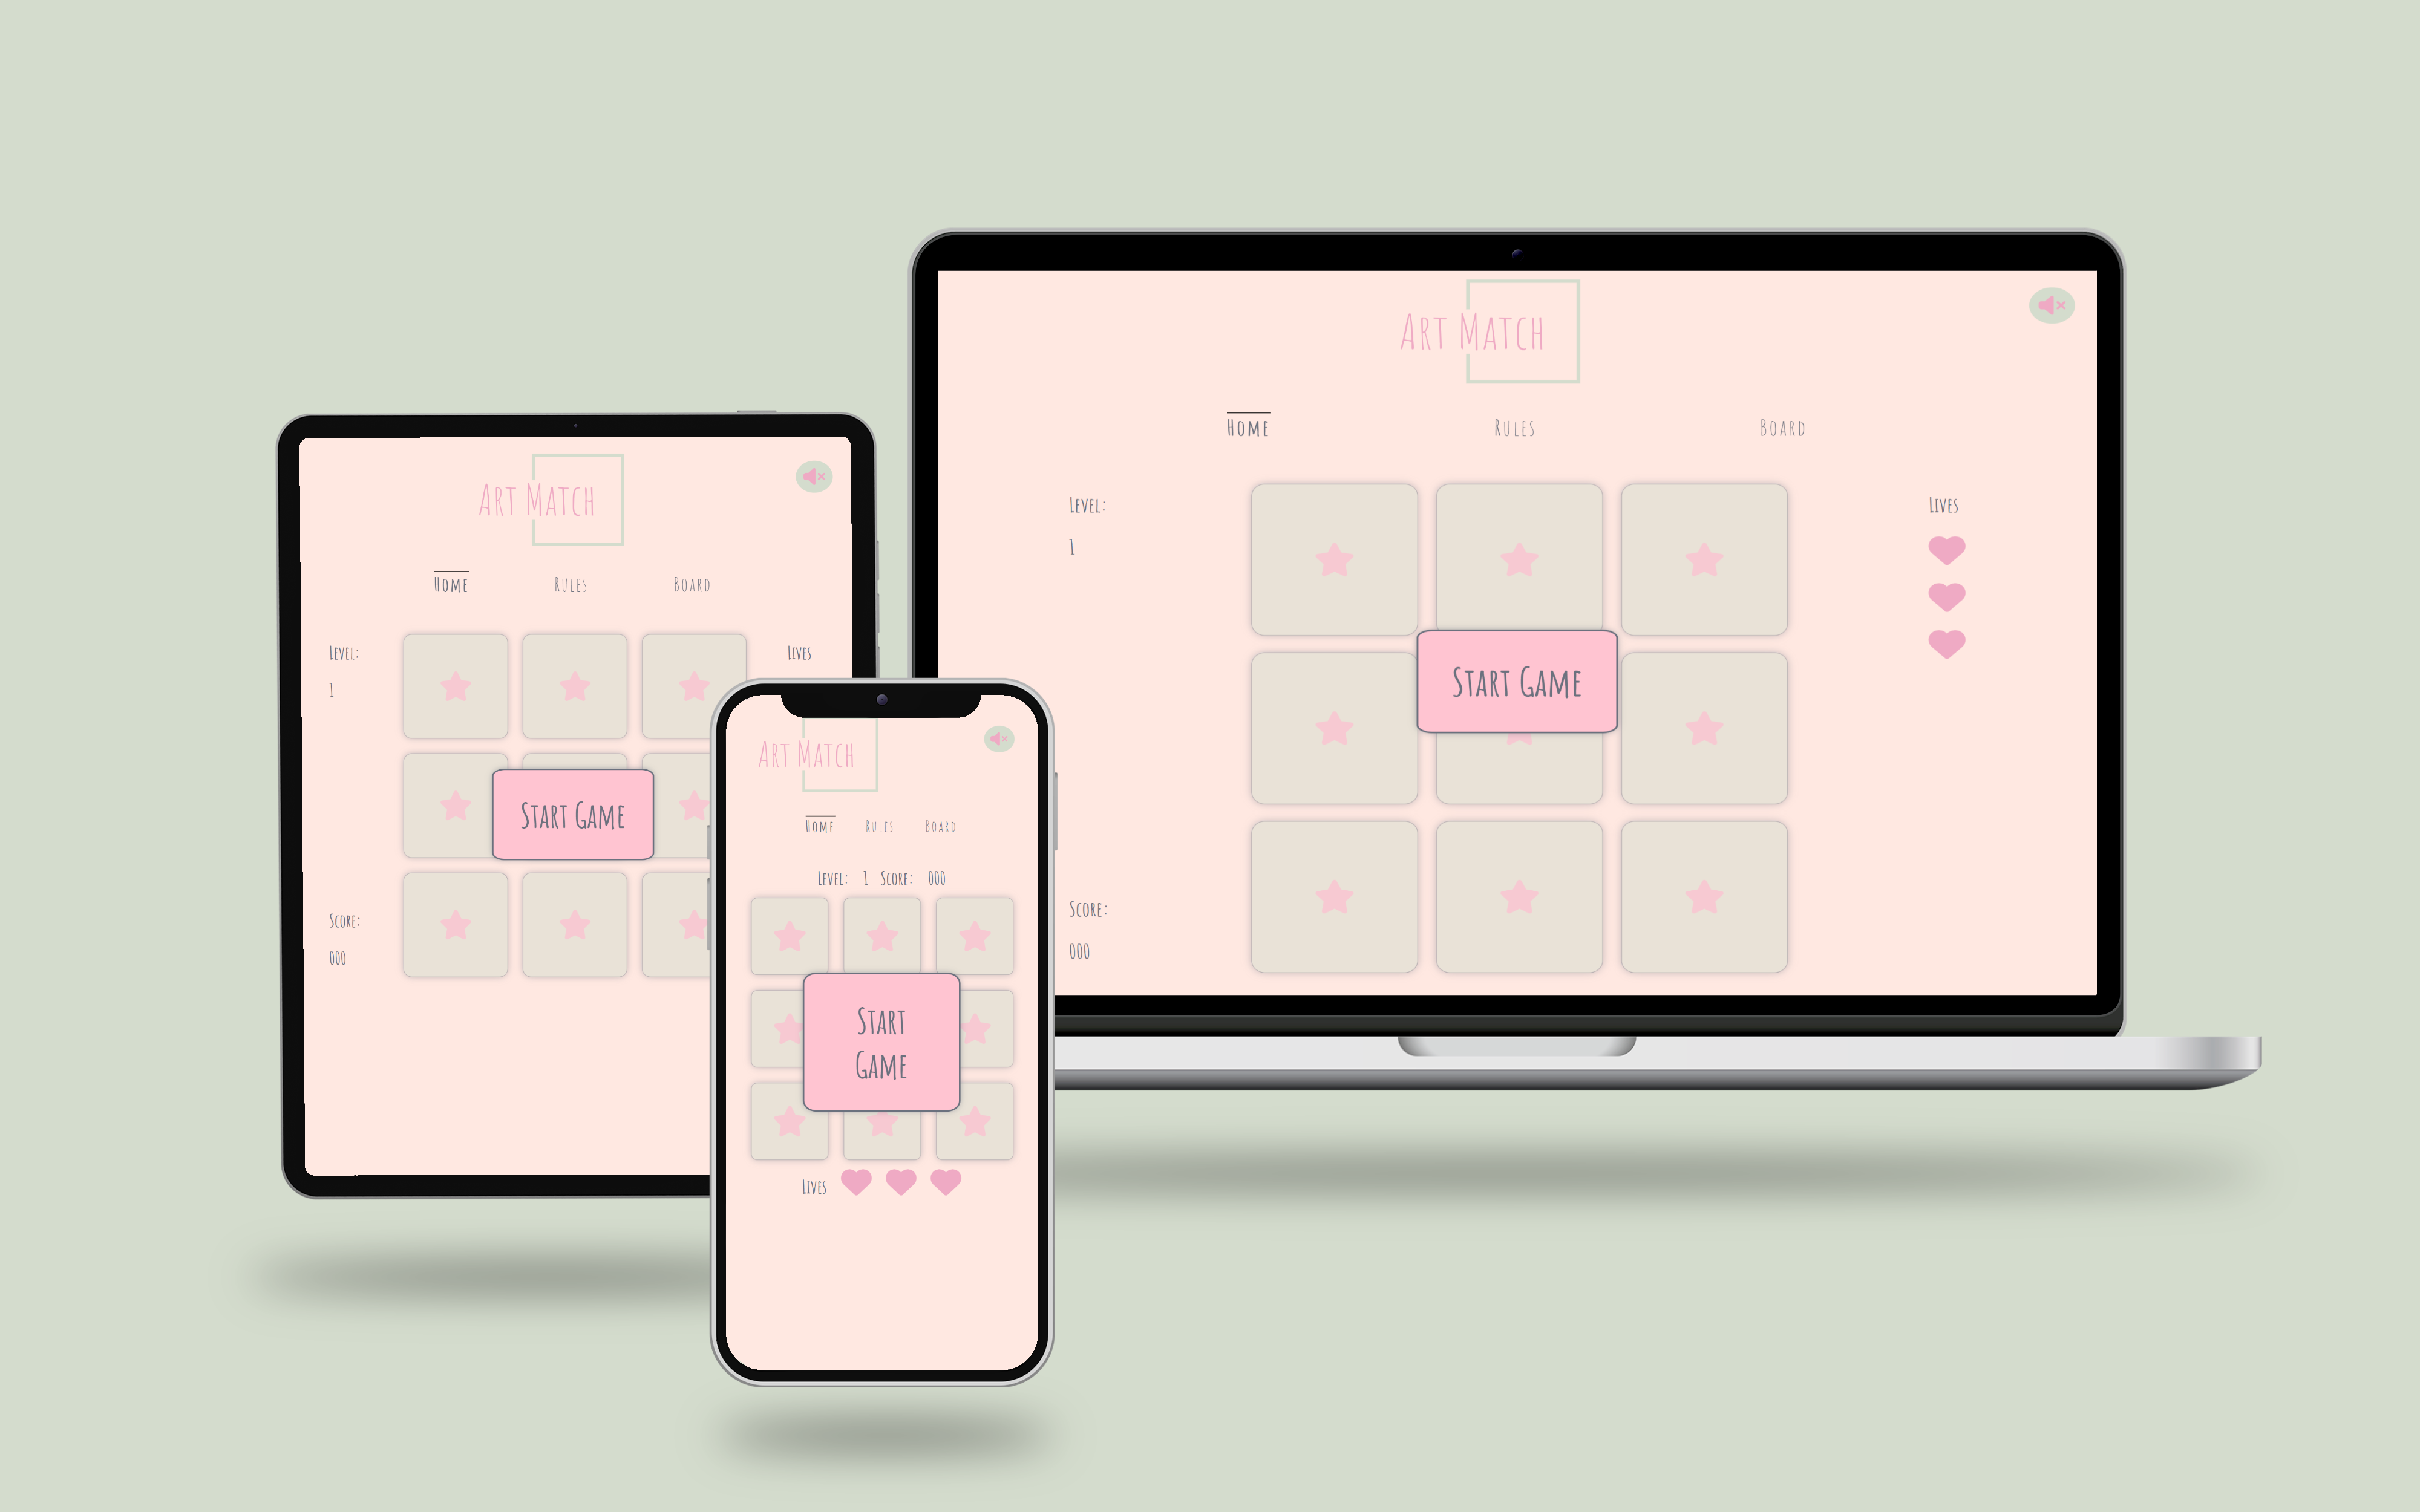 Art Match
Home Rules Board
Level:
1
Lives
Start Game
Score:
000
Art Match
Home Rules Board
Level:
1
Lives
Start Game
Score:
000
Art Match
Home Rules Board
Level: 1 Score: 000
Start
Game
Lives